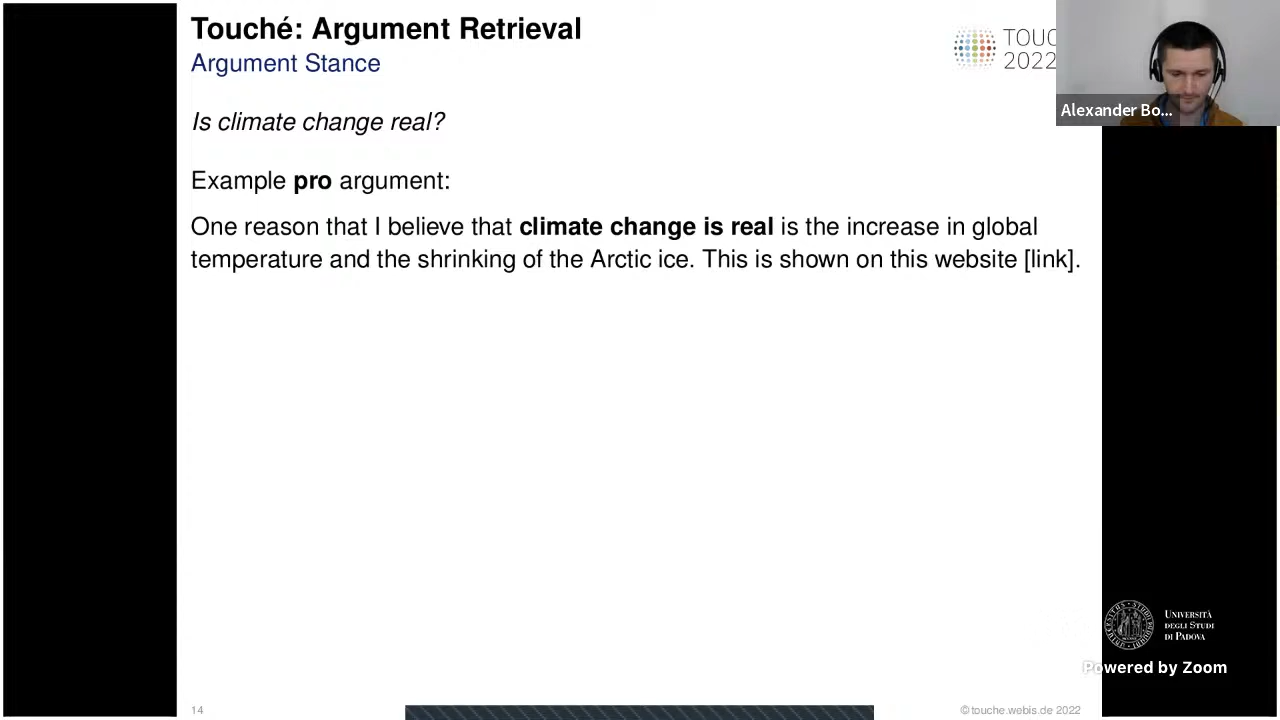 Touché: Argument Retrieval
Argument Stance
TOUC
2022
Alexander Bo...
Is climate change real?
Example pro argument:
One reason that I believe that climate change is real is the increase in global
temperature and the shrinking of the Arctic ice. This is shown on this website [link].
UNIVERSITÀ
DEGLI STUDI
DI PADOVA
Powered by Zoom
14
© touche.webis.de 2022